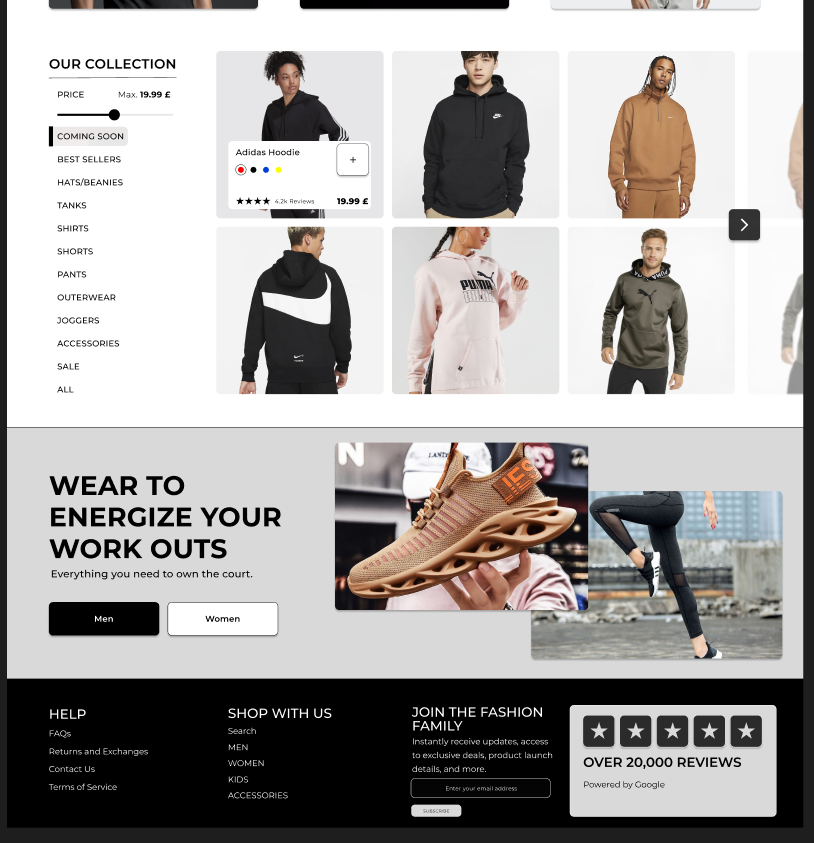 OUR COLLECTION
PRICE Max. 19.99 £
COMING SOON
BEST SELLERS
HATS/BEANIES
TANKS
SHIRTS
SHORTS
PANTS
OUTERWEAR
JOGGERS
ACCESSORIES
SALE
ALL
Adidas Hoodie
+
★★★★ 4.2k Reviews 19.99 £
PUMA
WEAR TO
ENERGIZE YOUR
WORK OUTS
Everything you need to own the court.
Men
Women
HELP
FAQs
Returns and Exchanges
Contact Us
Terms of Service
SHOP WITH US
Search
MEN
WOMEN
KIDS
ACCESSORIES
JOIN THE FASHION
FAMILY
Instantly receive updates, access
to exclusive deals, product launch
details, and more.
Enter your email address
SUBSCRIBE
OVER 20,000 REVIEWS
Powered by Google